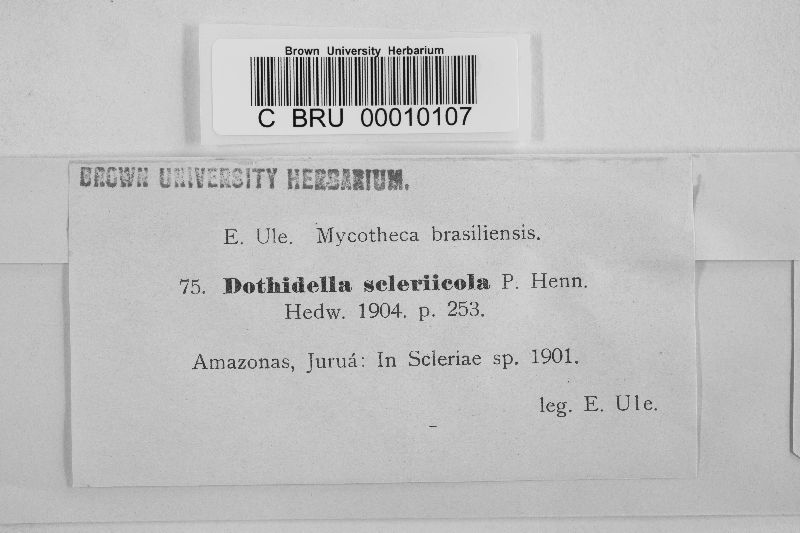 Brown University Herbarium
C BRU 00010107
BROWN UNIVERSITY HERBARIUM.
E. Ule. Mycotheca brasiliensis.
75. Dothidella scleriicola P. Henn.
Hedw. 1904. p. 253.
Amazonas, Juruá: In Scleriae sp. 1901.
leg. E. Ule.